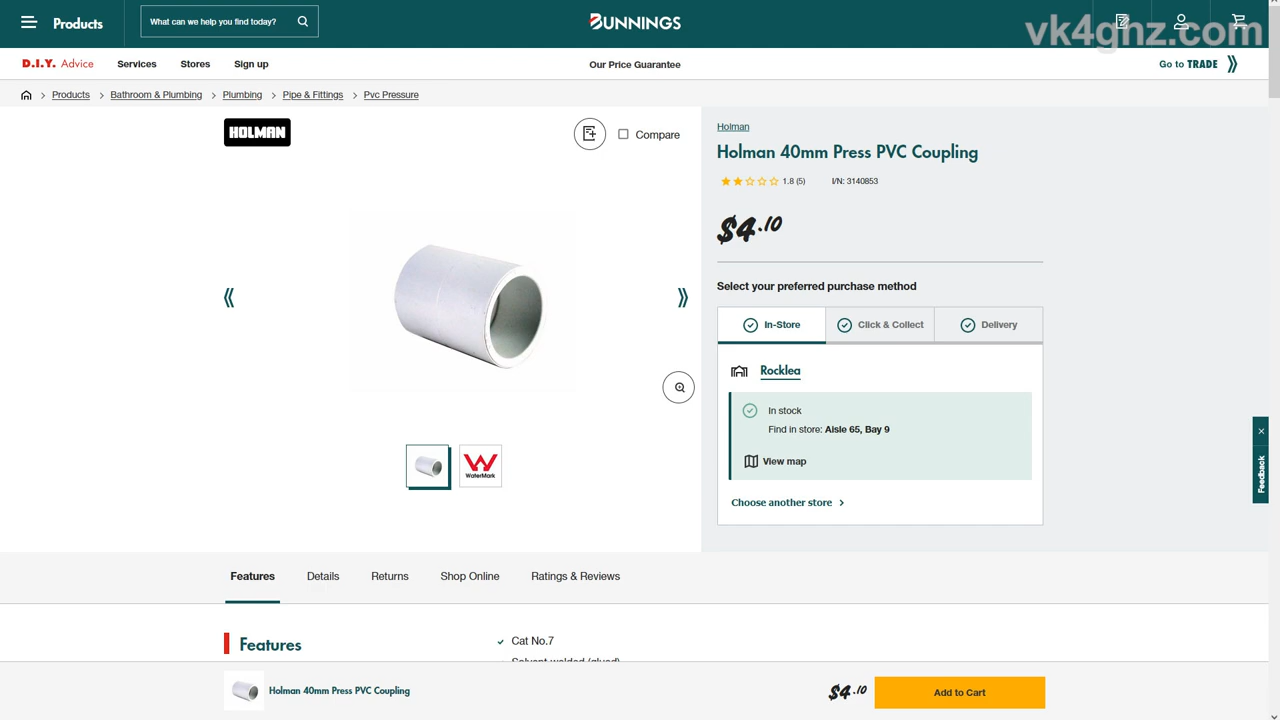 Products
What can we help you find today?
BUNNINGS
vk4ghz.com
D.I.Y. Advice
Services
Stores
Sign up
Our Price Guarantee
Go to TRADE
Products
Bathroom & Plumbing
Plumbing
Pipe & Fittings
Pvc Pressure
HOLMAN
Compare
Holman
Holman 40mm Press PVC Coupling
1.8 (5)
I/N: 3140853
$4.10
Select your preferred purchase method
In-Store
Click & Collect
Delivery
Rocklea
In stock
Find in store: Aisle 65, Bay 9
View map
Choose another store
WaterMark
Feedback
Features
Details
Returns
Shop Online
Ratings & Reviews
Features
Cat No.7
Solvent welded (glued)
Holman 40mm Press PVC Coupling
$4.10
Add to Cart